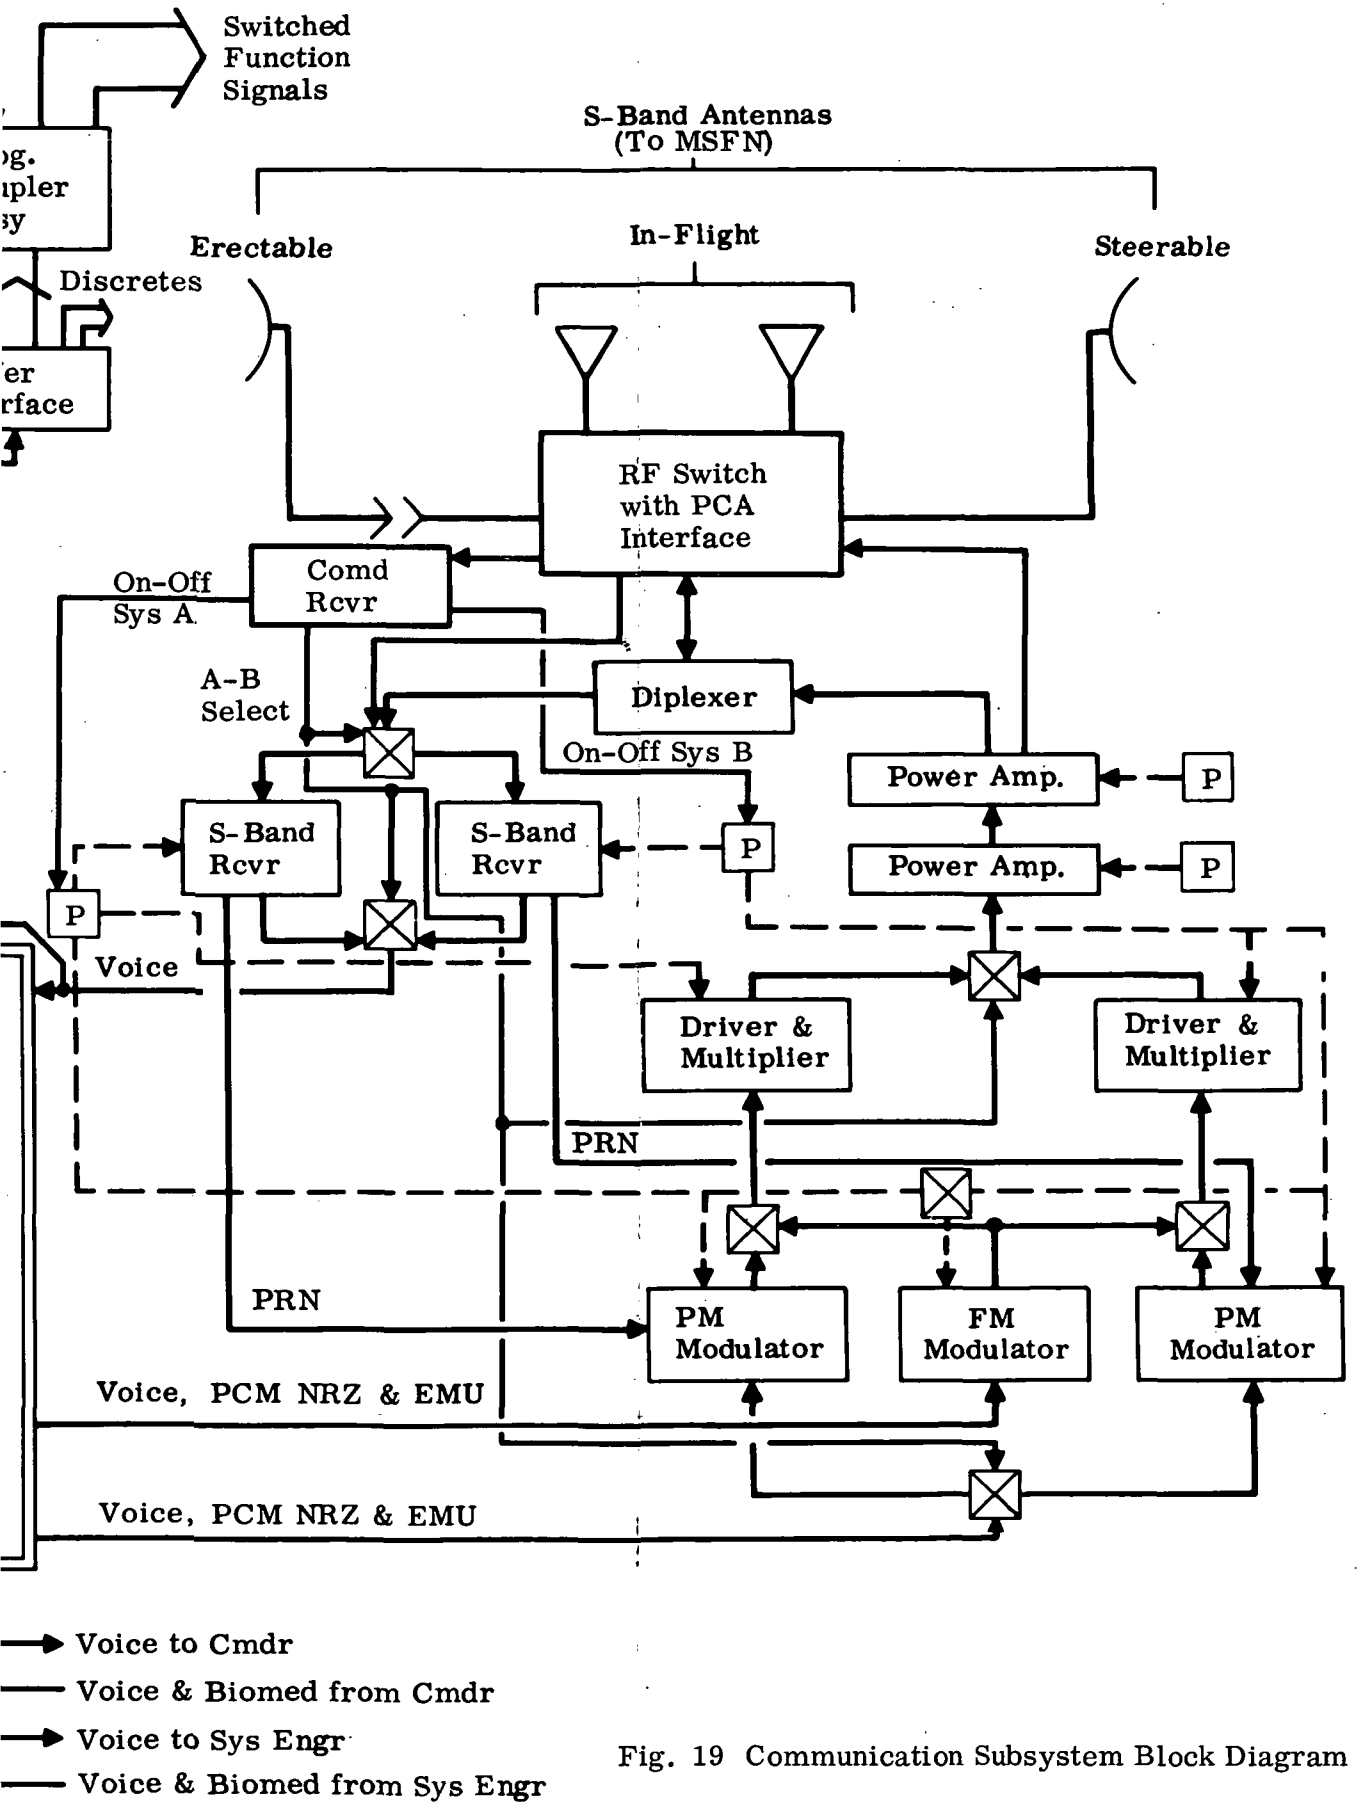 Switched
Function
Signals
S-Band Antennas
(To MSFN)
Erectable
In-Flight
Steerable
Discretes
RF Switch
with PCA
Interface
Comd
Rcvr
On-Off
Sys A
A-B
Select
Diplexer
On-Off Sys B
Power Amp.
P
S-Band
Rcvr
S-Band
Rcvr
P
Power Amp.
P
P
Voice
Driver &
Multiplier
Driver &
Multiplier
PRN
PRN
PM
Modulator
FM
Modulator
PM
Modulator
Voice, PCM NRZ & EMU
Voice, PCM NRZ & EMU
Voice to Cmdr
Voice & Biomed from Cmdr
Voice to Sys Engr
Voice & Biomed from Sys Engr
Fig. 19 Communication Subsystem Block Diagram